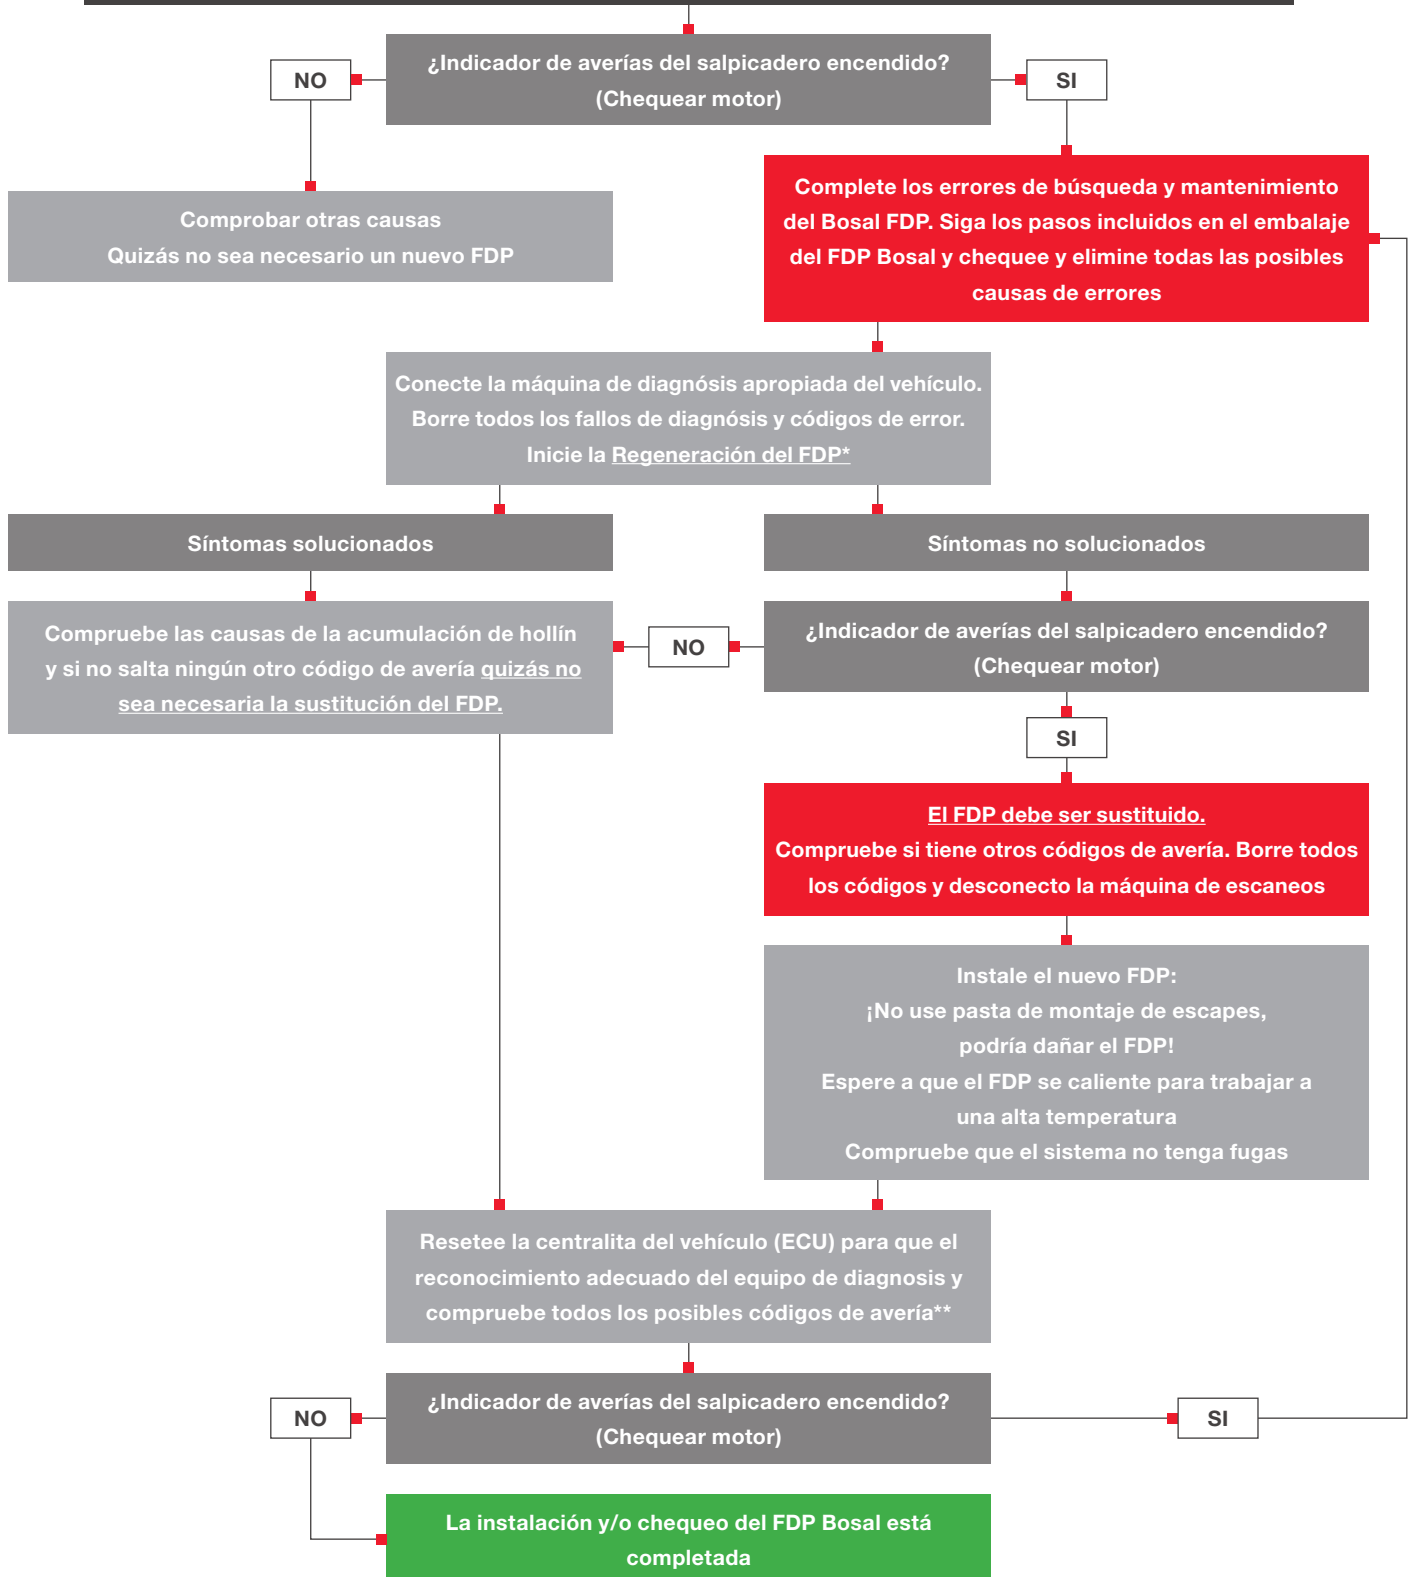 ¿Indicador de averías del salpicadero encendido?
(Chequear motor)
NO
SI
Comprobar otras causas
Quizás no sea necesario un nuevo FDP
Complete los errores de búsqueda y mantenimiento
del Bosal FDP. Siga los pasos incluidos en el embalaje
del FDP Bosal y chequee y elimine todas las posibles
causas de errores
Conecte la máquina de diagnósis apropiada del vehículo.
Borre todos los fallos de diagnósis y códigos de error.
Inicie la Regeneración del FDP*
Síntomas solucionados
Síntomas no solucionados
Compruebe las causas de la acumulación de hollín
y si no salta ningún otro código de avería quizás no
sea necesaria la sustitución del FDP.
NO
¿Indicador de averías del salpicadero encendido?
(Chequear motor)
SI
El FDP debe ser sustituido.
Compruebe si tiene otros códigos de avería. Borre todos
los códigos y desconecto la máquina de escaneos
Instale el nuevo FDP:
¡No use pasta de montaje de escapes,
podría dañar el FDP!
Espere a que el FDP se caliente para trabajar a
una alta temperatura
Compruebe que el sistema no tenga fugas
Resetee la centralita del vehículo (ECU) para que el
reconocimiento adecuado del equipo de diagnosis y
compruebe todos los posibles códigos de avería**
¿Indicador de averías del salpicadero encendido?
(Chequear motor)
NO
SI
La instalación y/o chequeo del FDP Bosal está
completada